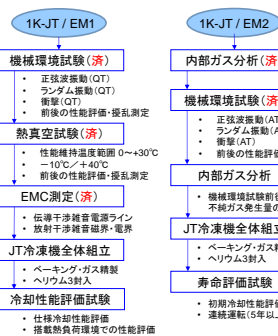 1K-JT / EM1
機械環境試験(済)
• 正弦波振動(QT)
• ランダム振動(QT)
• 衝撃(QT)
• 前後の性能評価・擾乱測定
熱真空試験(済)
• 性能維持温度範囲 0~+30℃
• -10℃/+40℃
• 前後の性能評価・擾乱測定
EMC測定(済)
• 伝導干渉雑音電源ライン
• 放射干渉雑音磁界・電界
JT冷凍機全体組立
• ベーキング・ガス精製
• ヘリウム3封入
冷却性能評価試験
• 仕様冷却性能評価
• 搭載熱負荷環境での性能評価
1K-JT / EM2
内部ガス分析(済
機械環境試験(済
• 正弦波振動(AT
• ランダム振動(A
• 衝撃(AT)
• 前後の性能評
内部ガス分析
• 機械環境試験前
不純ガス発生量の
JT冷凍機全体組
• ベーキング・ガス精
• ヘリウム3封入
寿命評価試験
• 初期冷却性能評
• 連続運転(5年以